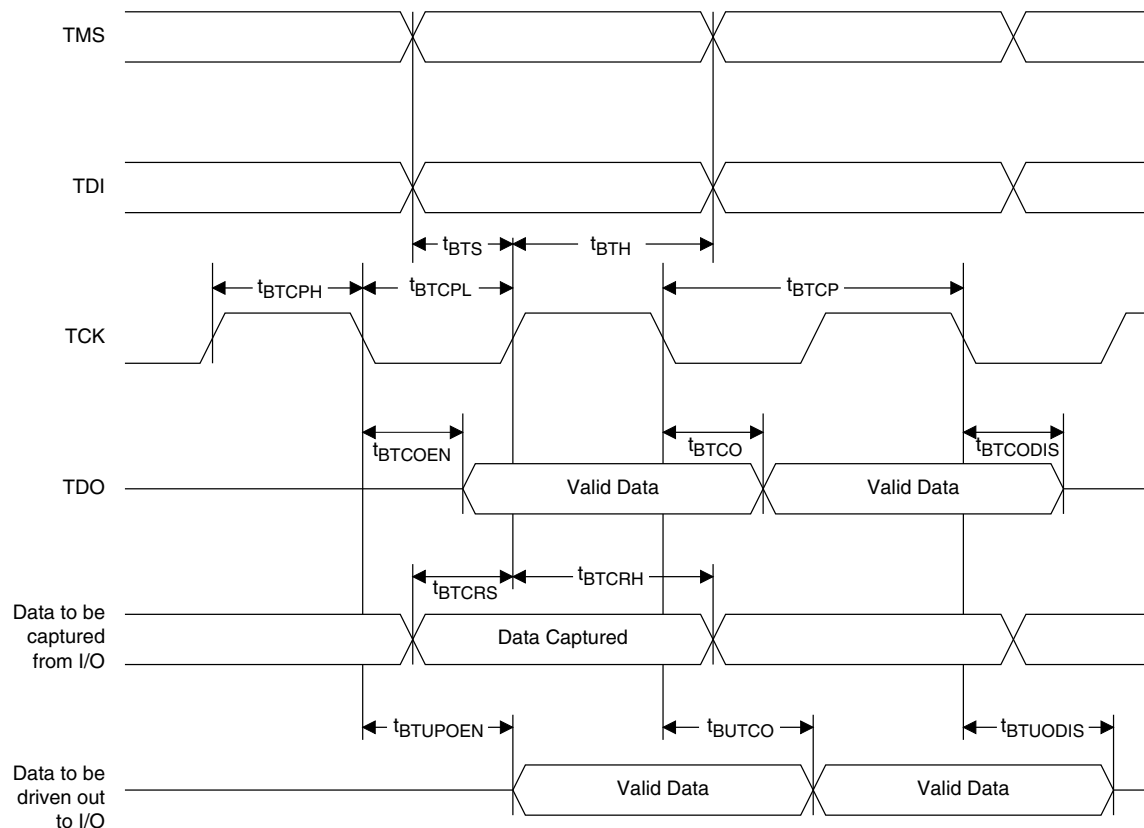 TMS
TDI
tBTS
tBTH
tBTCPH
tBTCPL
tBTCP
TCK
tBTCOEN
tBTCO
tBTCODIS
TDO
Valid Data
Valid Data
tBTCRS
tBTCRH
Data to be
captured
from I/O
Data Captured
tBTUPOEN
tBUTCO
tBTUODIS
Data to be
driven out
to I/O
Valid Data
Valid Data